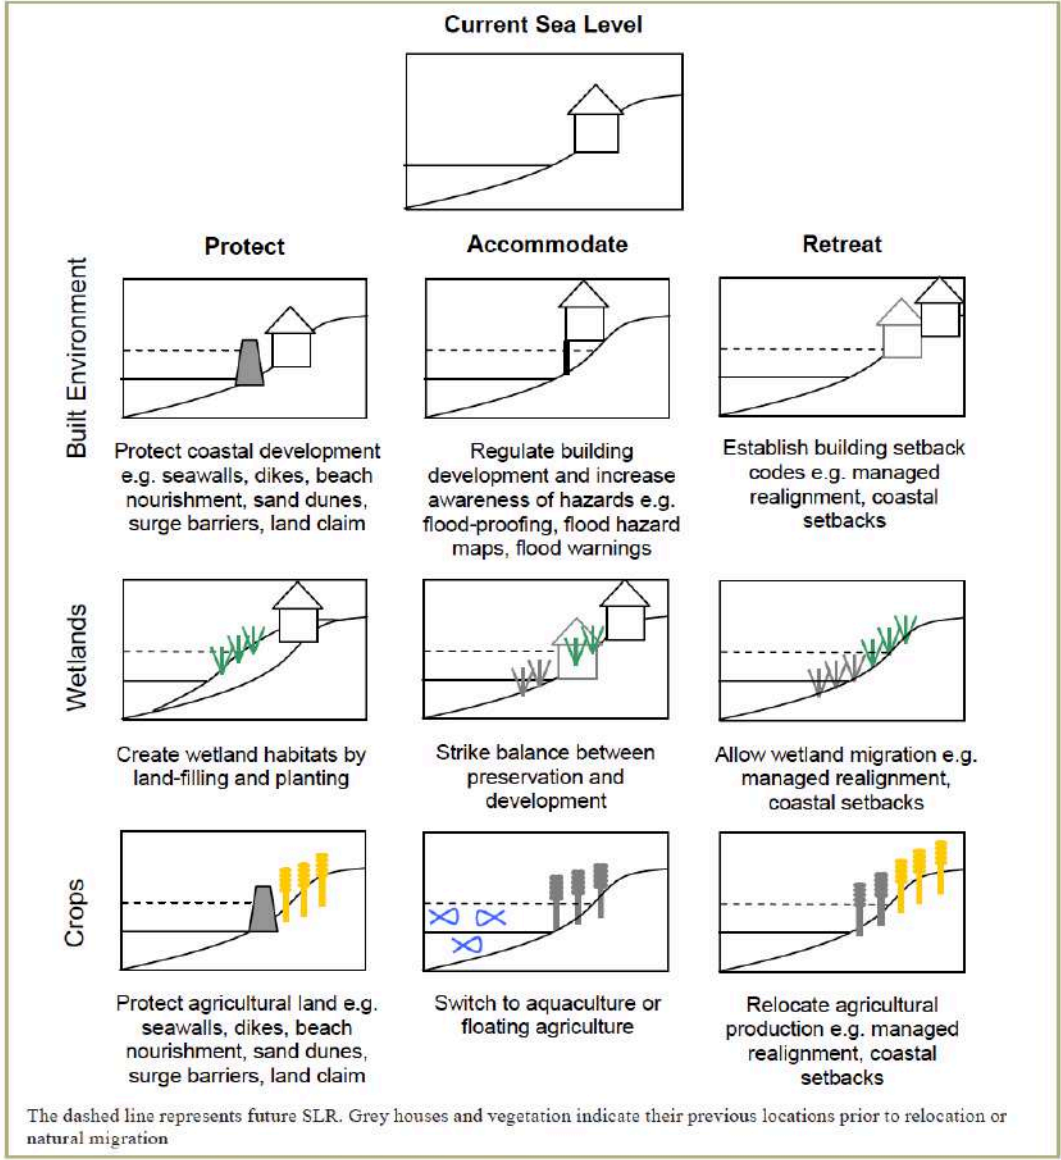 Current Sea Level
Protect
Accommodate
Retreat
Built Environment
Protect coastal development
e.g. seawalls, dikes, beach
nourishment, sand dunes,
surge barriers, land claim
Regulate building
development and increase
awareness of hazards e.g.
flood-proofing, flood hazard
maps, flood warnings
Establish building setback
codes e.g. managed
realignment, coastal
setbacks
Wetlands
Create wetland habitats by
land-filling and planting
Strike balance between
preservation and
development
Allow wetland migration e.g.
managed realignment,
coastal setbacks
Crops
Protect agricultural land e.g.
seawalls, dikes, beach
nourishment, sand dunes,
surge barriers, land claim
Switch to aquaculture or
floating agriculture
Relocate agricultural
production e.g. managed
realignment, coastal
setbacks
The dashed line represents future SLR. Grey houses and vegetation indicate their previous locations prior to relocation or
natural migration